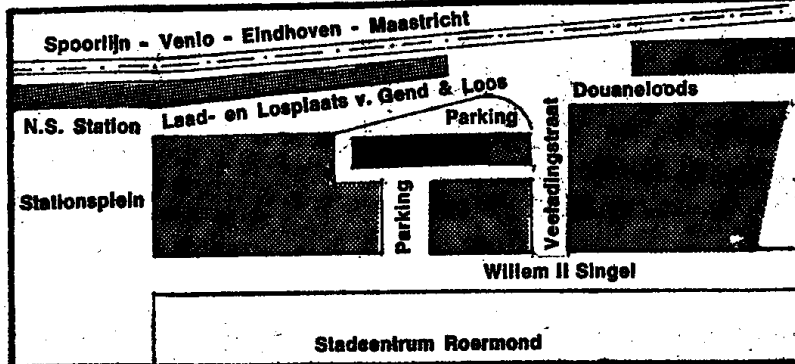 Spoorlijn - Venlo - Eindhoven - Maastricht
Laad- en Losplaats v. Gend & Loos
Douaneloods
N.S. Station
Parking
Stationsplein
Parking
Veeladingstraat
Willem II Singel
Stadcentrum Roermond